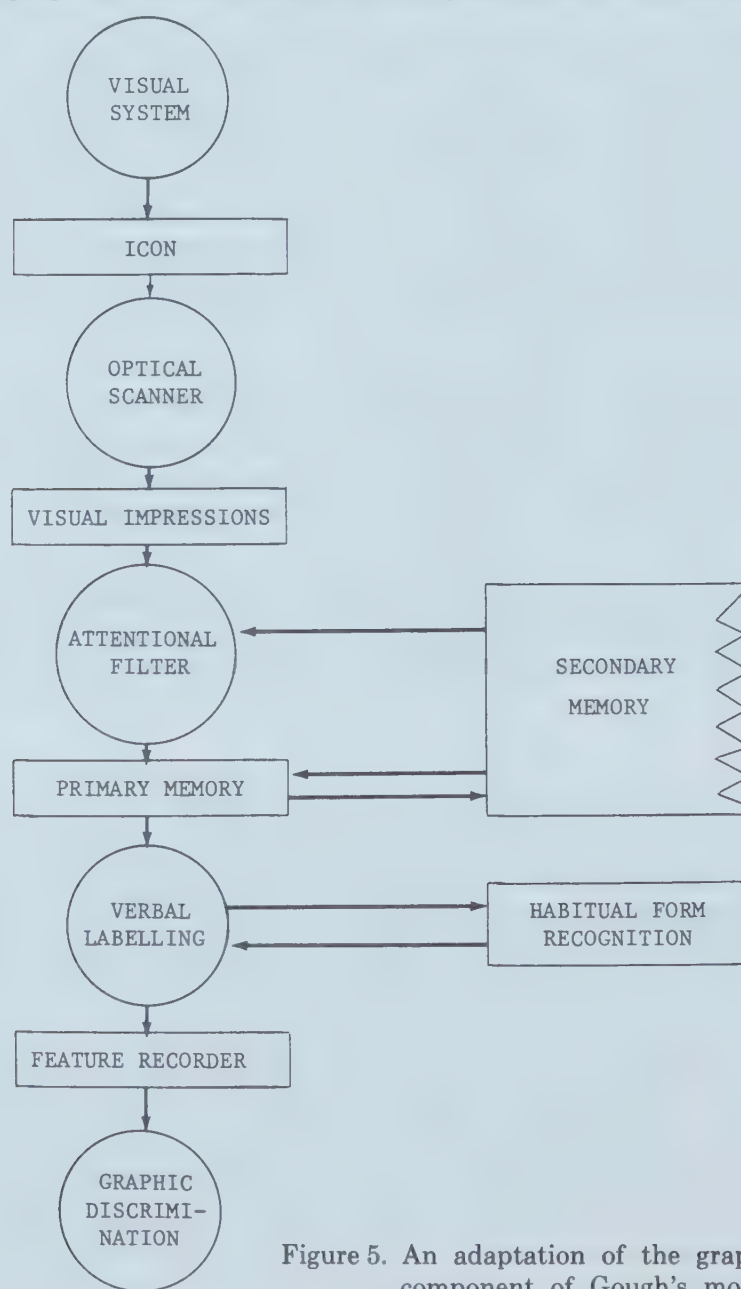 VISUAL
SYSTEM
ICON
OPTICAL
SCANNER
VISUAL IMPRESSIONS
ATTENTIONAL
FILTER
SECONDARY
MEMORY
PRIMARY MEMORY
VERBAL
LABELLING
HABITUAL FORM
RECOGNITION
FEATURE RECORDER
GRAPHIC
DISCRIMI-
NATION
Figure 5. An adaptation of the grap
component of Gough's mo